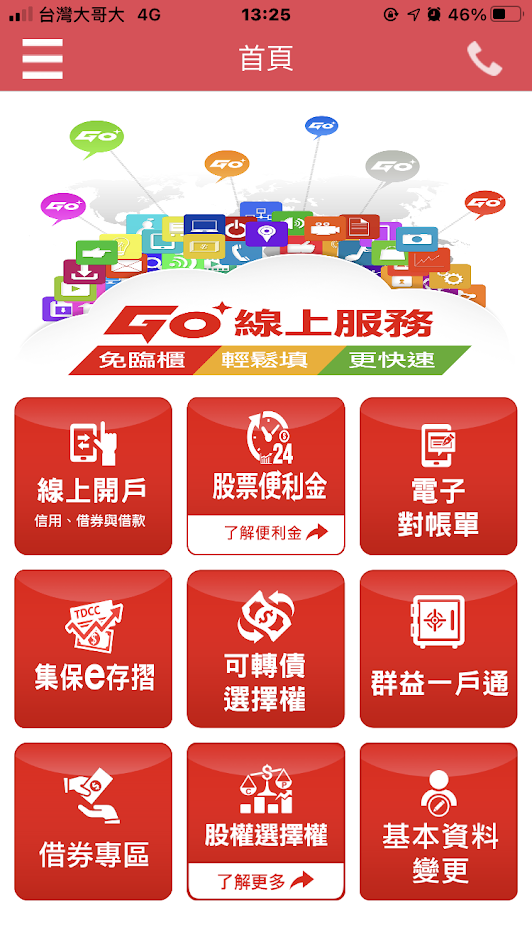 台灣大哥大 4G 13:25 46%
首頁
GO+
GO+
GO+
GO+
GO+
GO+線上服務
免臨櫃 輕鬆填 更快速
線上開戶
信用、借券與借款
24
股票便利金
了解便利金
電子
對帳單
TDCC
集保e存摺
可轉債
選擇權
群益一戶通
C P
股權選擇權
了解更多
借券專區
基本資料
變更